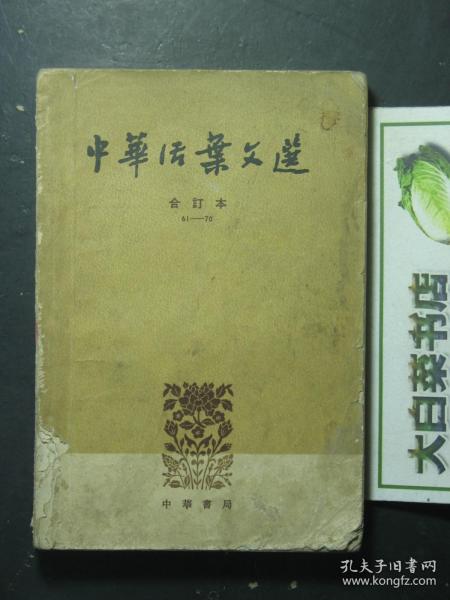 中華活葉文選
合訂本
61——70
中華書局
大白菜书店
孔夫子旧书网
www.kongfz.com